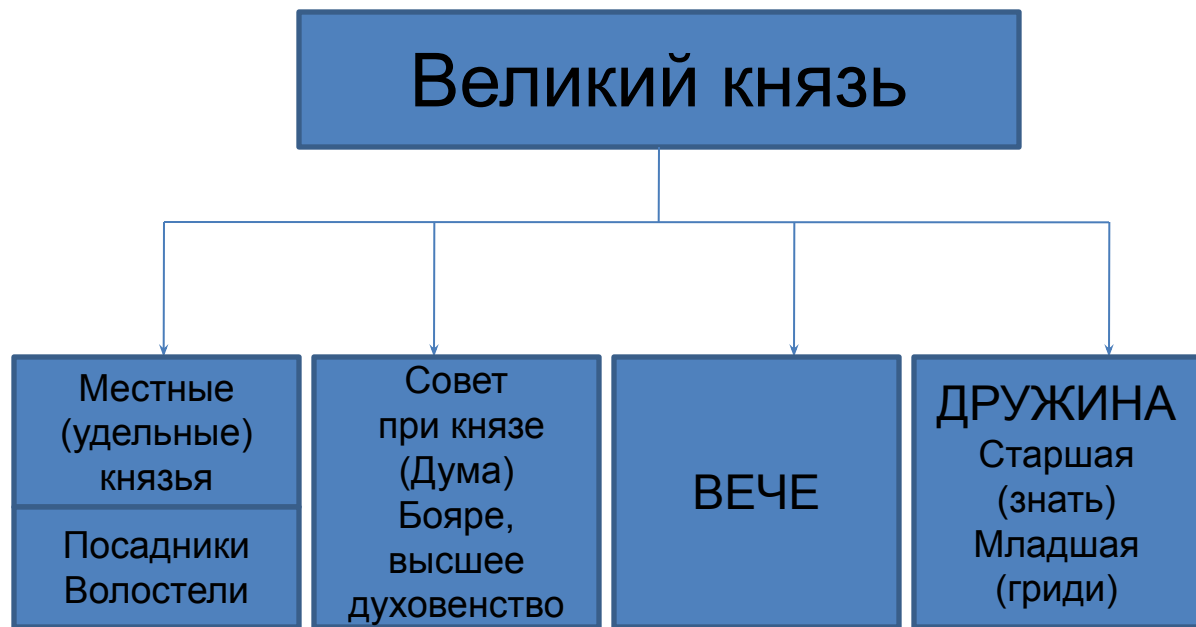 Великий князь
Местные
(удельные)
князья
Посадники
Волостели
Совет
при князе
(Дума)
Бояре,
высшее
духовенство
ВЕЧЕ
ДРУЖИНА
Старшая
(знать)
Младшая
(гриди)